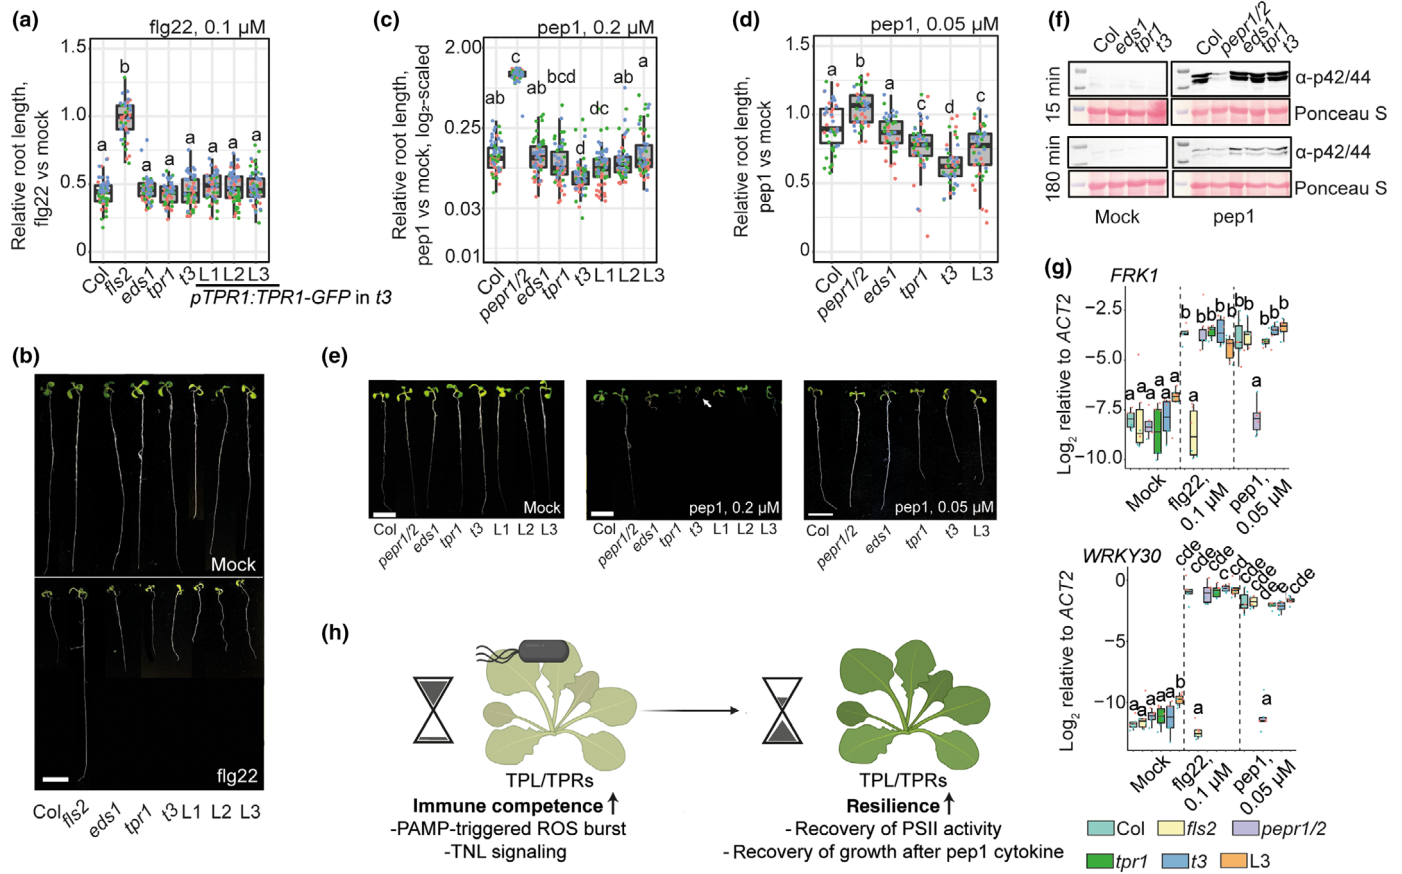 (a)
flg22, 0.1 µM
Relative root length,
flg22 vs mock
1.5
1.0
0.5
0
a
b
a
a
a
a
a
a
Col
fls2
eds1
tpr1
t3
L1
L2
L3
pTPR1:TPR1-GFP in t3
(b)
Mock
flg22
Col
fls2
eds1
tpr1
t3
L1
L2
L3
(c)
pep1, 0.2 µM
Relative root length,
pep1 vs mock, log₂-scaled
2.00
0.25
0.03
0.01
ab
c
ab
bcd
d
dc
ab
a
Col
pepr1/2
eds1
tpr1
t3
L1
L2
L3
(d)
pep1, 0.05 µM
Relative root length,
pep1 vs mock
1.5
1.0
0.5
0
a
b
a
c
d
c
Col
pepr1/2
eds1
tpr1
t3
L3
(e)
Mock
Col
pepr1/2
eds1
tpr1
t3
L1
L2
L3
pep1, 0.2 µM
pepr1/2
Col
eds1
tpr1
t3
L1
L2
L3
pep1, 0.05 µM
Col
pepr1/2
eds1
tpr1
t3
L3
(f)
Col
eds1
tpr1
t3
Col
pepr1/2
eds1
tpr1
t3
15 min
α-p42/44
Ponceau S
180 min
α-p42/44
Ponceau S
Mock
pep1
(g)
FRK1
Log₂ relative to ACT2
−2.5
−5.0
−7.5
−10.0
a
a
a
a
a
a
b
a
b
b
b
b
b
b
a
b
b
b
Mock
flg22,
0.1 µM
pep1,
0.05 µM
WRKY30
Log₂ relative to ACT2
0
−5
−10
a
a
a
a
a
b
cde
a
cde
cde
c
cd
cde
cde
a
de
e
cde
Mock
flg22,
0.1 µM
pep1,
0.05 µM
Col
fls2
pepr1/2
tpr1
t3
L3
(h)
TPL/TPRs
Immune competence ↑
-PAMP-triggered ROS burst
-TNL signaling
TPL/TPRs
Resilience ↑
- Recovery of PSII activity
- Recovery of growth after pep1 cytokine